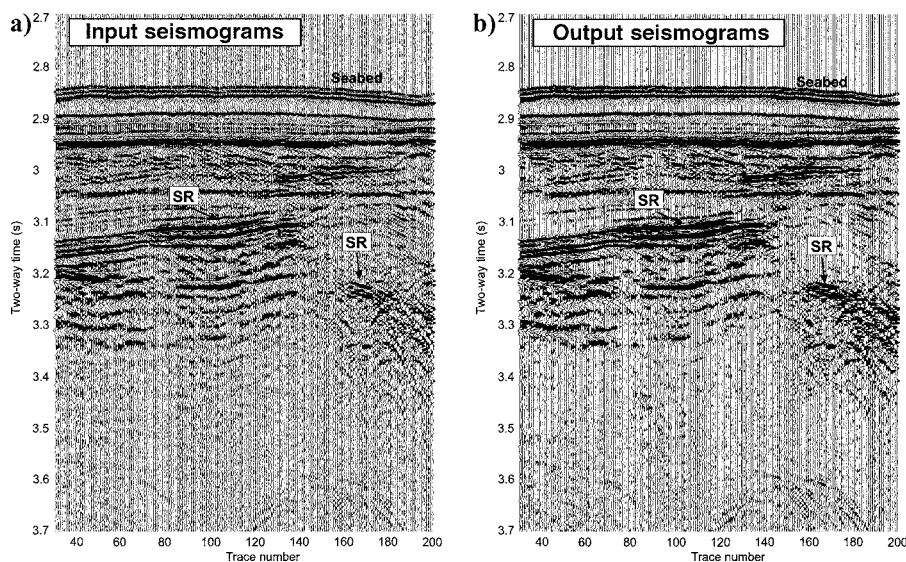 a)
Input seismograms
2.7
2.8
2.9
3
3.1
3.2
3.3
3.4
3.5
3.6
3.7
Two-way time (s)
Seabed
SR
SR
40 60 80 100 120 140 160 180 200
Trace number
b)
Output seismograms
2.7
2.8
2.9
3
3.1
3.2
3.3
3.4
3.5
3.6
3.7
Two-way time (s)
Seabed
SR
SR
40 60 80 100 120 140 160 180 200
Trace number